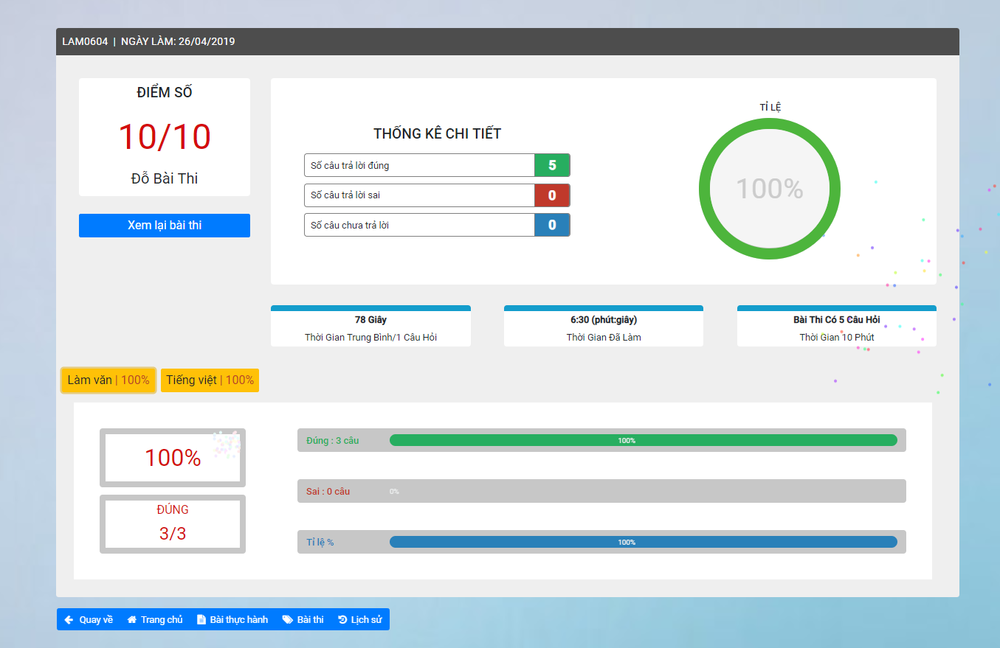 LAM0604 | NGÀY LÀM: 26/04/2019
ĐIỂM SỐ
10/10
Đỗ Bài Thi
Xem lại bài thi
THỐNG KÊ CHI TIẾT
Số câu trả lời đúng 5
Số câu trả lời sai 0
Số câu chưa trả lời 0
TỈ LỆ
100%
78 Giây
Thời Gian Trung Bình/1 Câu Hỏi
6:30 (phút:giây)
Thời Gian Đã Làm
Bài Thi Có 5 Câu Hỏi
Thời Gian 10 Phút
Làm văn | 100% Tiếng việt | 100%
100%
ĐÚNG
3/3
Đúng : 3 câu 100%
Sai : 0 câu 0%
Tỉ lệ % 100%
Quay về Trang chủ Bài thực hành Bài thi Lịch sử